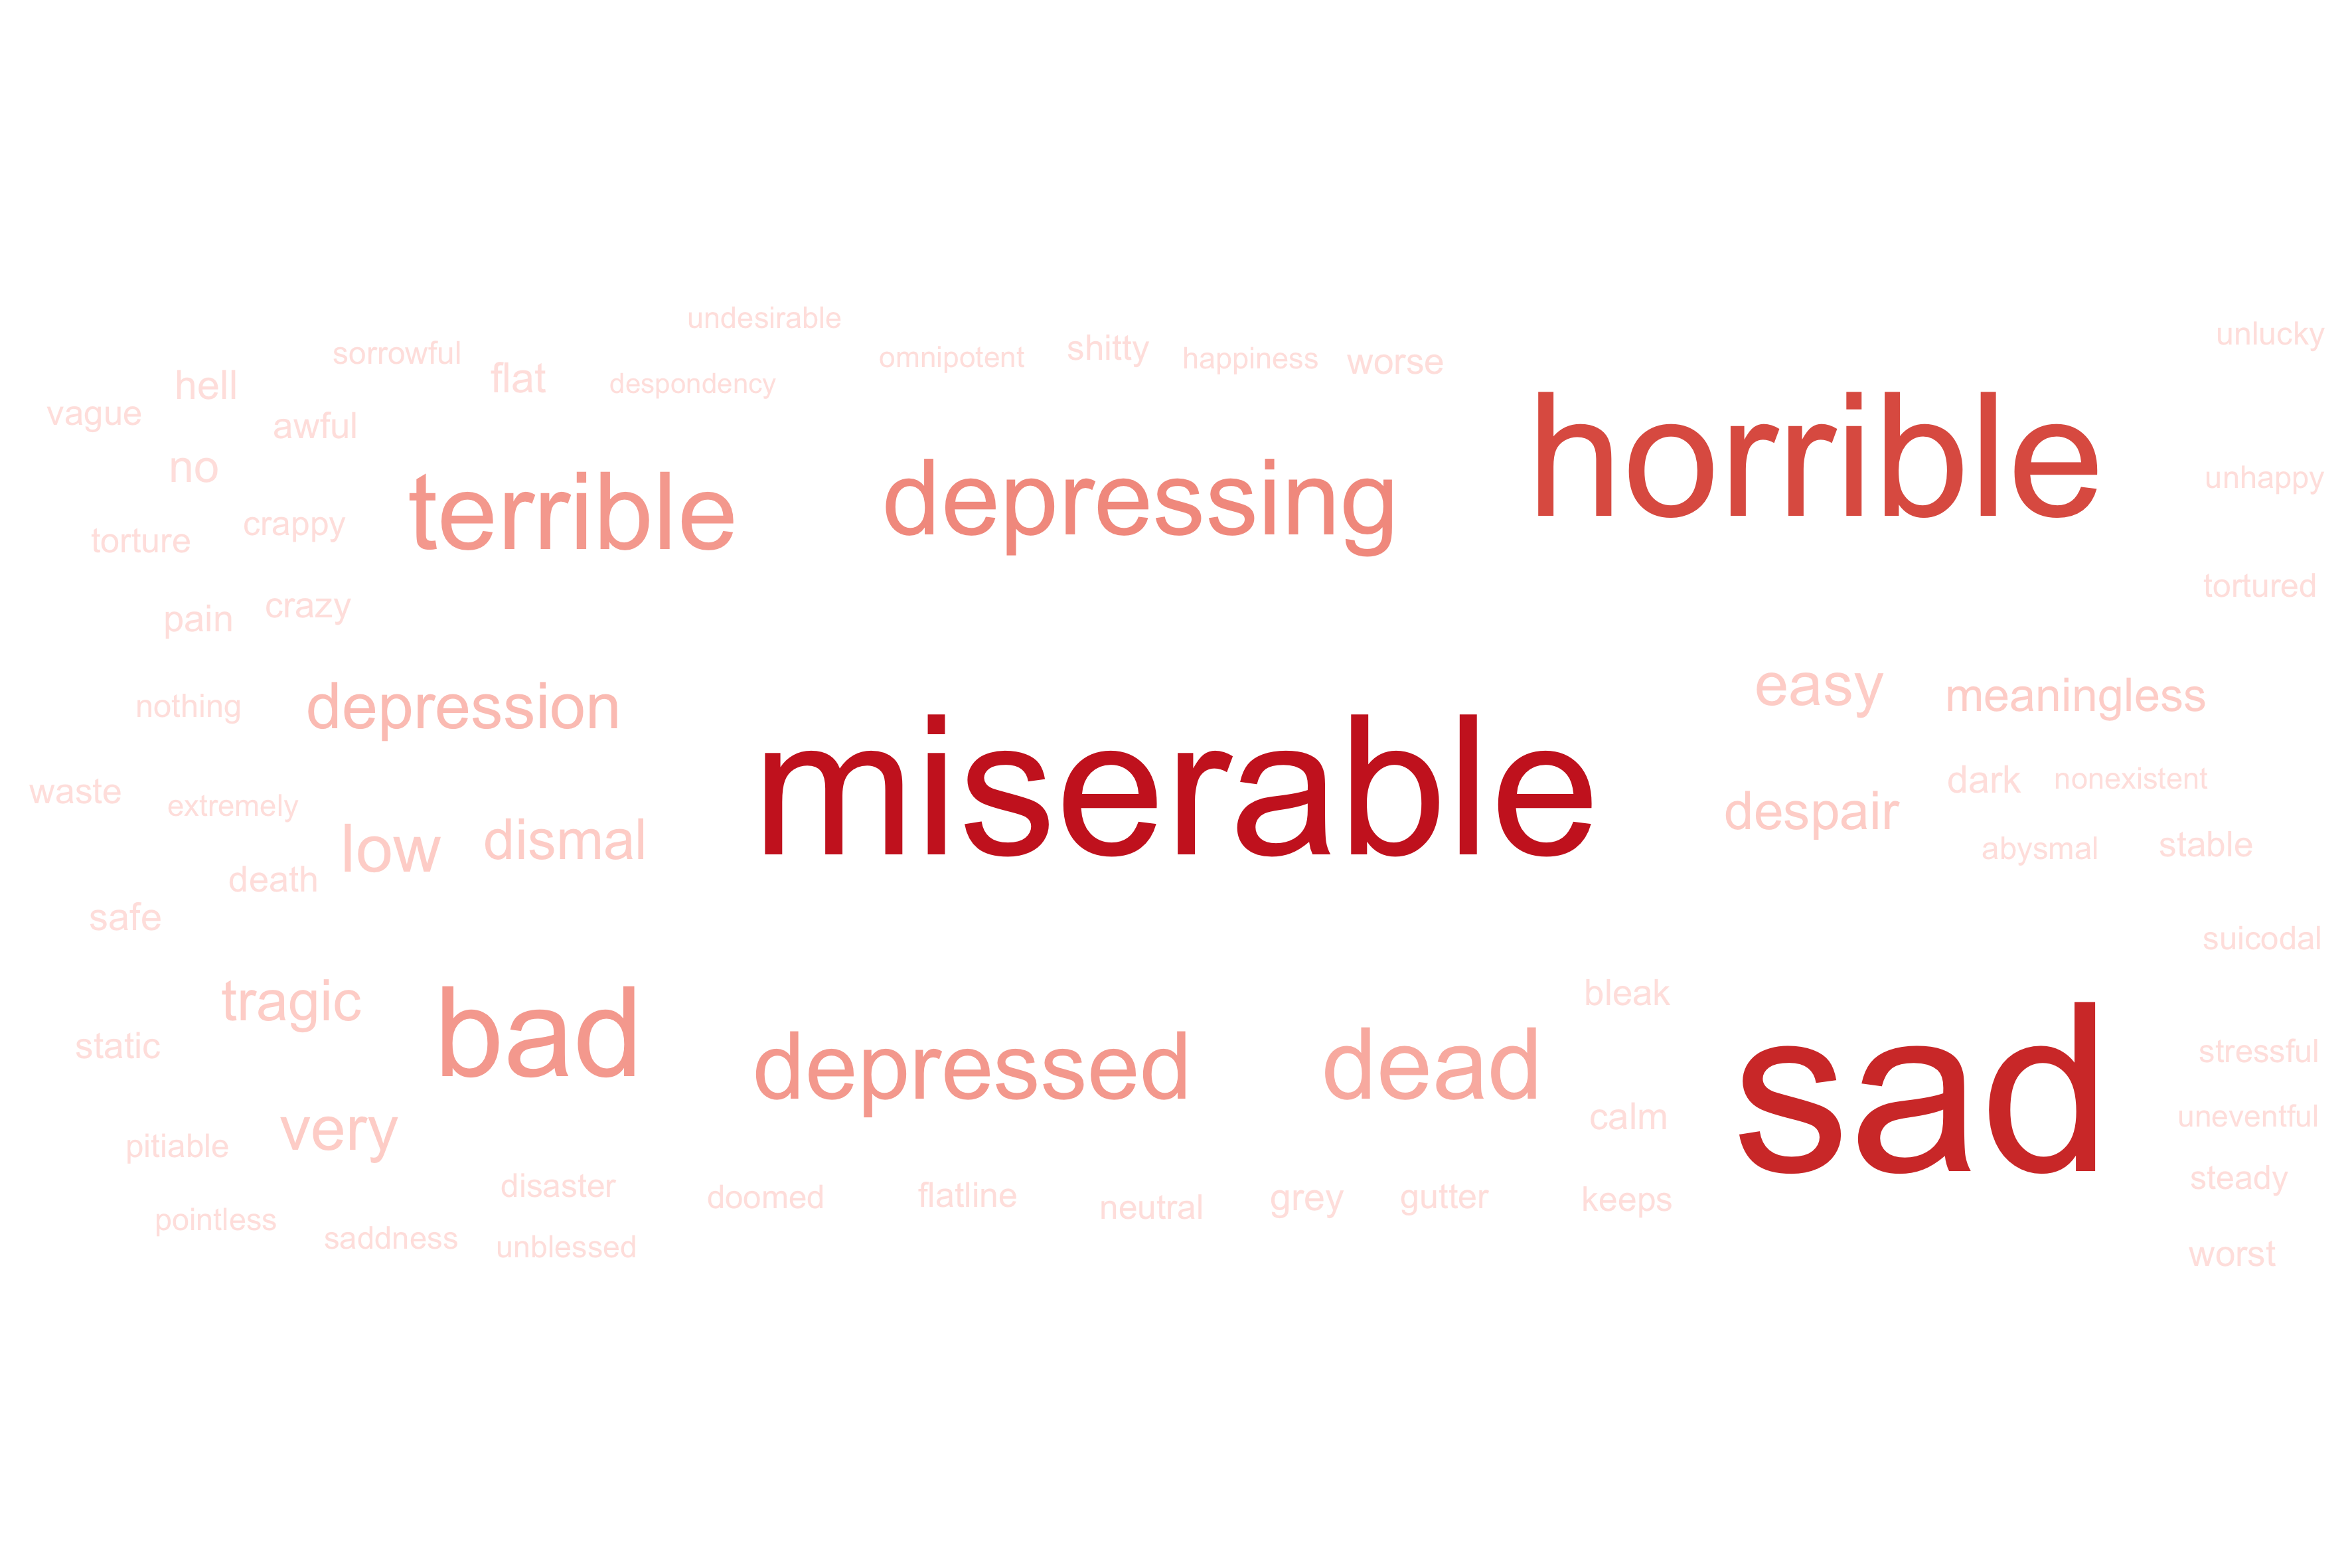 undesirable
unlucky
sorrowful
omnipotent
shitty
happiness
worse
hell
flat
despondency
vague
awful
horrible
no
terrible
depressing
unhappy
torture
crappy
tortured
pain
crazy
nothing
depression
easy
meaningless
miserable
waste
extremely
low
dismal
despair
dark
nonexistent
abysmal
stable
death
safe
suicodal
tragic
bad
bleak
static
depressed
dead
sad
stressful
calm
uneventful
pitiable
very
disaster
doomed
flatline
neutral
grey
gutter
keeps
steady
pointless
saddness
unblessed
worst